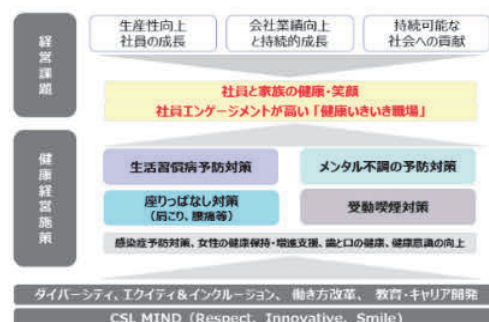 経営課題
生産性向上
社員の成長
会社業績向上
と持続的成長
持続可能な
社会への貢献
社員と家族の健康・笑顔
社員エンゲージメントが高い「健康いきいき職場」
健康経営施策
生活習慣病予防対策
メンタル不調の予防対策
座りっぱなし対策
（肩こり、腰痛等）
受動喫煙対策
感染症予防対策、女性の健康保持・増進支援、歯と口の健康、健康意識の向上
ダイバーシティ、エクイティ＆インクルージョン、働き方改革、教育・キャリア開発
CSL MIND（Respect、Innovative、Smile）